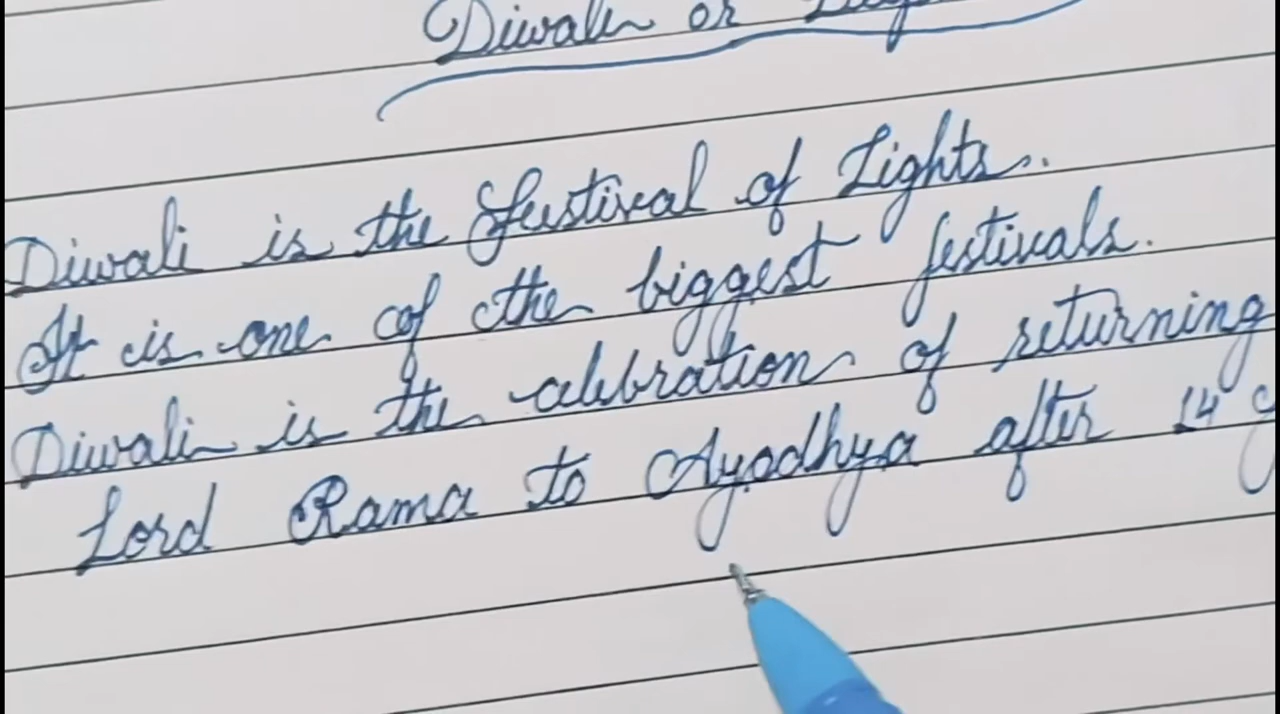 Diwali or
Diwali is the festival of Lights.
It is one of the biggest festivals.
Diwali is the celebration of returning
Lord Rama to Ayodhya after 14